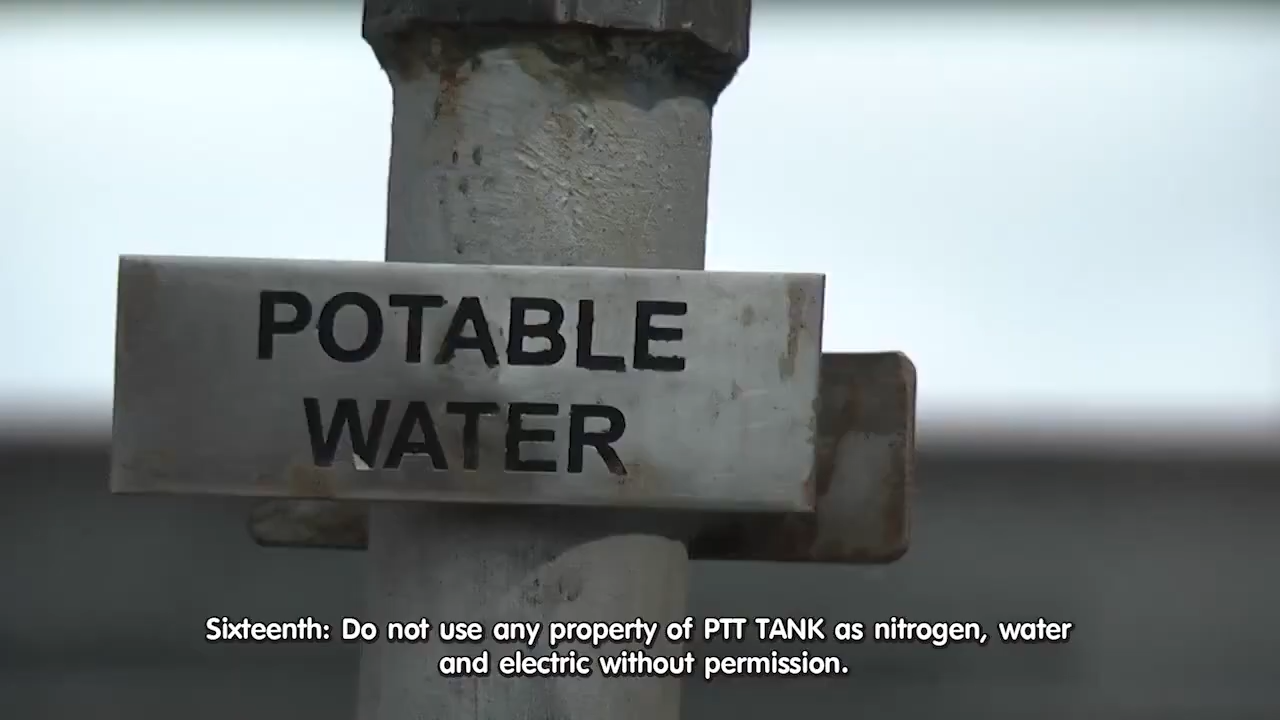 POTABLE
WATER
Sixteenth: Do not use any property of PTT TANK as nitrogen, water
and electric without permission.